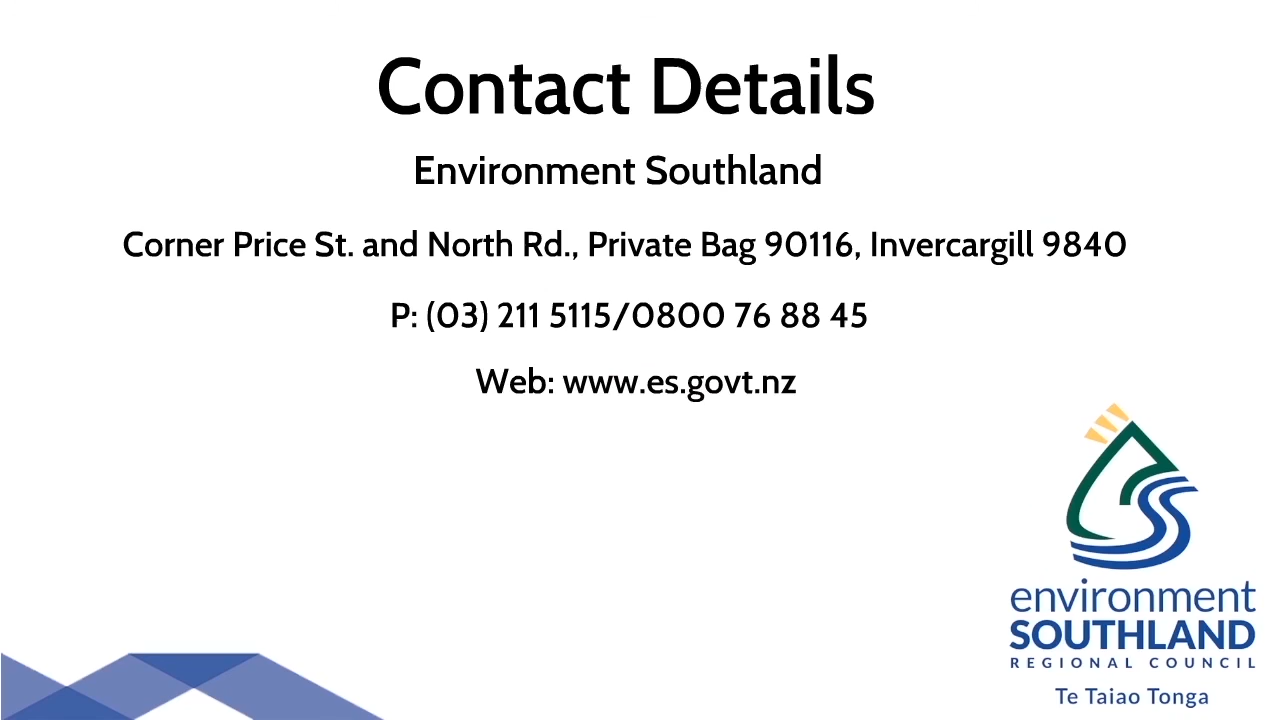 Contact Details
Environment Southland
Corner Price St. and North Rd., Private Bag 90116, Invercargill 9840
P: (03) 211 5115/0800 76 88 45
Web: www.es.govt.nz
environment
SOUTHLAND
REGIONAL COUNCIL
Te Taiao Tonga